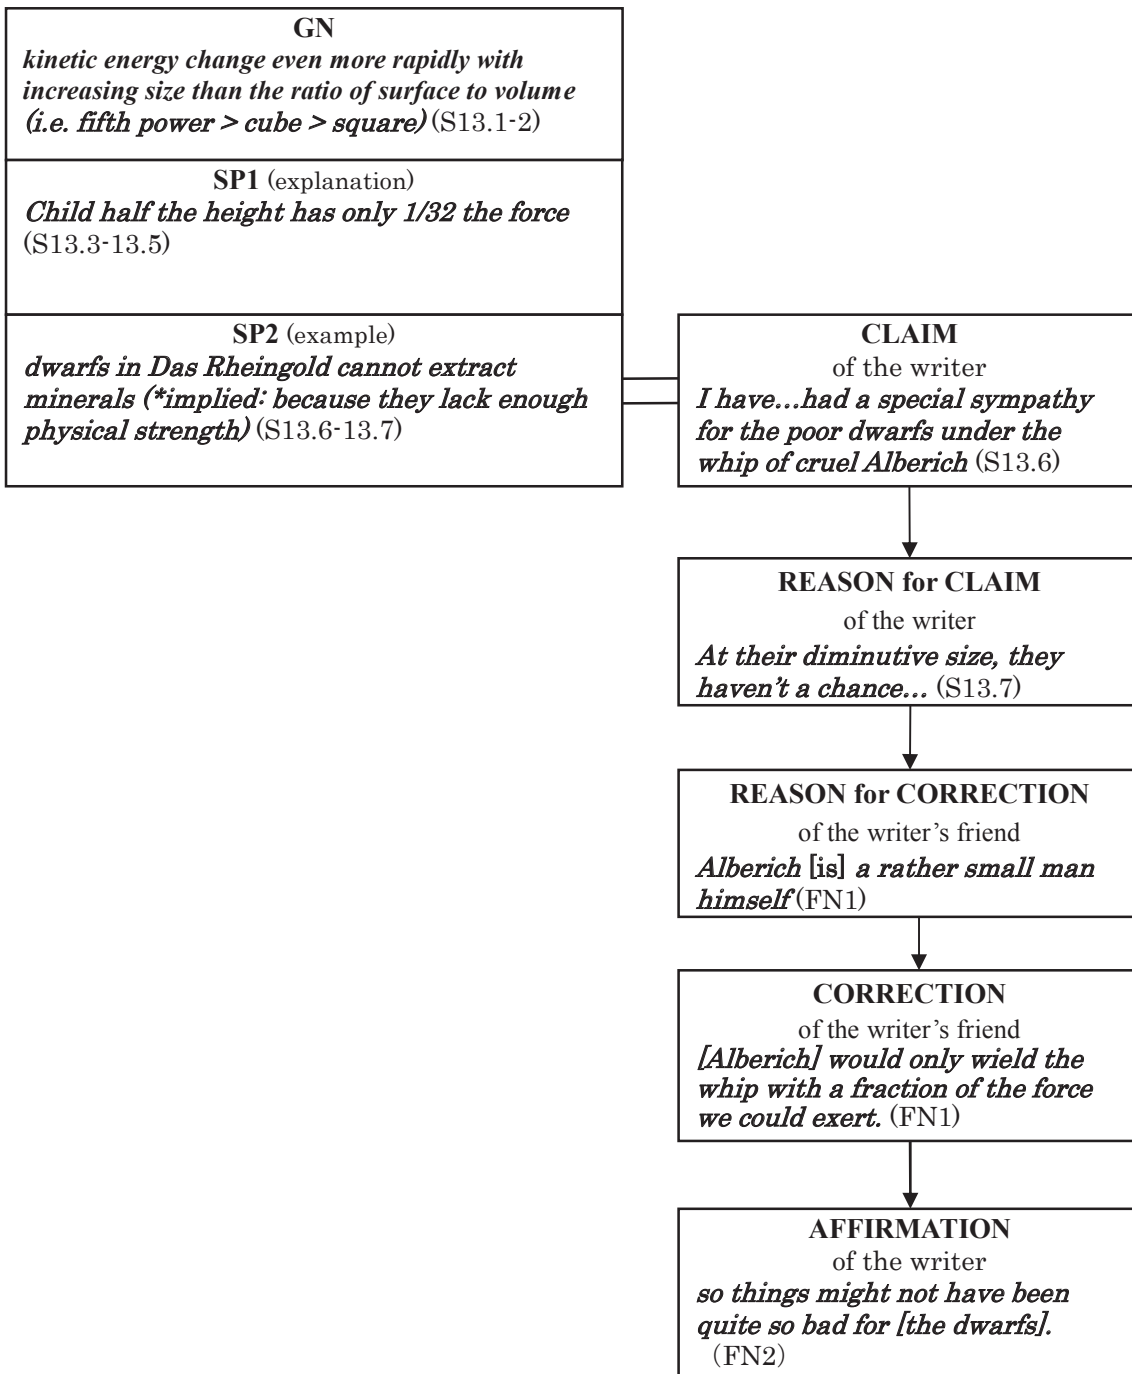 GN
kinetic energy change even more rapidly with
increasing size than the ratio of surface to volume
(i.e. fifth power > cube > square) (S13.1-2)
SP1 (explanation)
Child half the height has only 1/32 the force
(S13.3-13.5)
SP2 (example)
dwarfs in Das Rheingold cannot extract
minerals (*implied: because they lack enough
physical strength) (S13.6-13.7)
CLAIM
of the writer
I have...had a special sympathy
for the poor dwarfs under the
whip of cruel Alberich (S13.6)
REASON for CLAIM
of the writer
At their diminutive size, they
haven't a chance... (S13.7)
REASON for CORRECTION
of the writer's friend
Alberich [is] a rather small man
himself (FN1)
CORRECTION
of the writer's friend
[Alberich] would only wield the
whip with a fraction of the force
we could exert. (FN1)
AFFIRMATION
of the writer
so things might not have been
quite so bad for [the dwarfs].
(FN2)